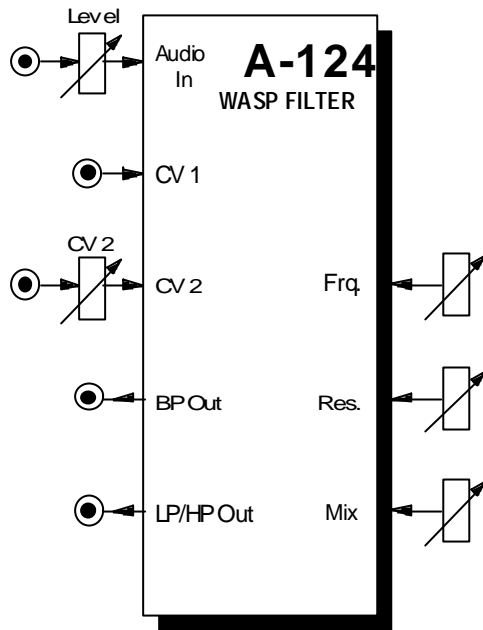 Level
Audio In
A-124
WASP FILTER
CV 1
CV 2
CV 2
Frq.
BP Out
Res.
LP/HP Out
Mix